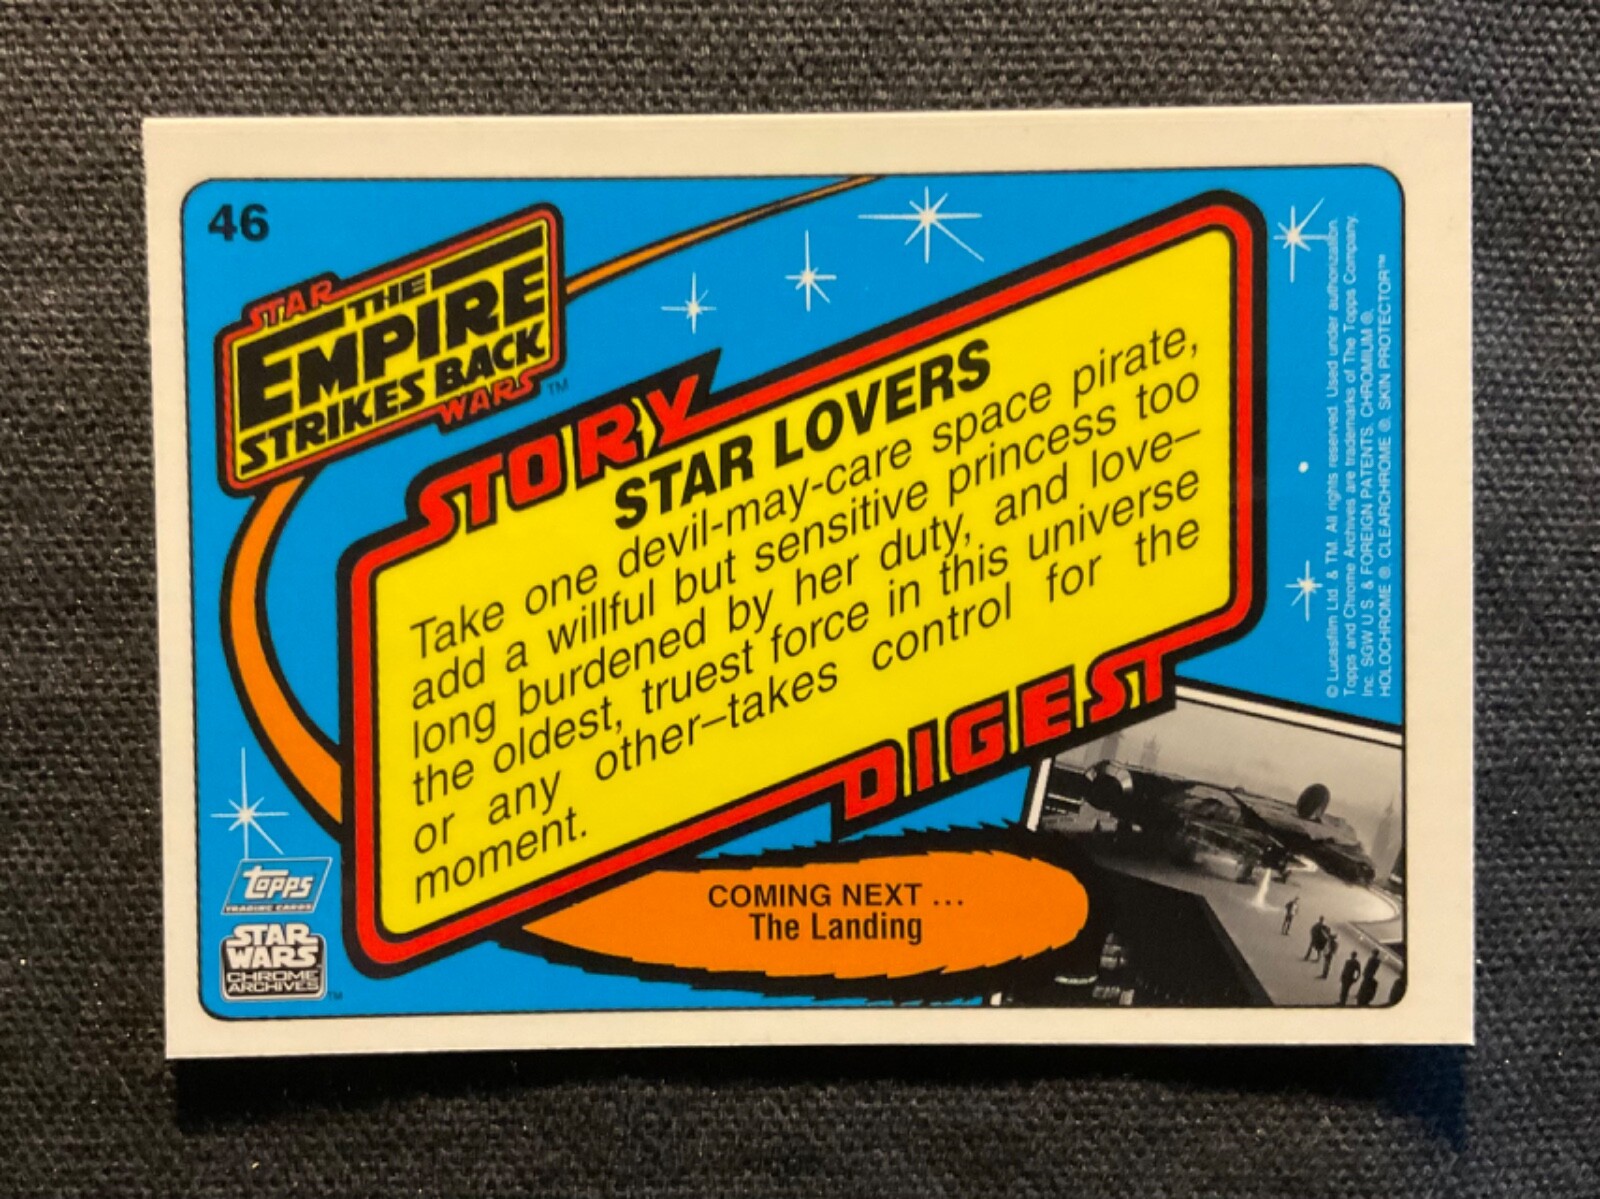 46
STAR
THE
EMPIRE
STRIKES BACK
WARS™
STORY
STAR LOVERS
Take one devil-may-care space pirate,
add a willful but sensitive princess too
long burdened by her duty, and love–
the oldest, truest force in this universe
or any other–takes control for the
moment.
DIGEST
COMING NEXT ...
The Landing
topps
TRADING CARDS
STAR
WARS
CHROME
ARCHIVES™
© Lucasfilm Ltd. & TM. All rights reserved. Used under authorization.
Topps and Chrome Archives are trademarks of The Topps Company,
Inc. SGW U.S. & FOREIGN PATENTS. CHROMIUM ®,
HOLOCHROME ®, CLEARCHROME ®, SKIN PROTECTOR™